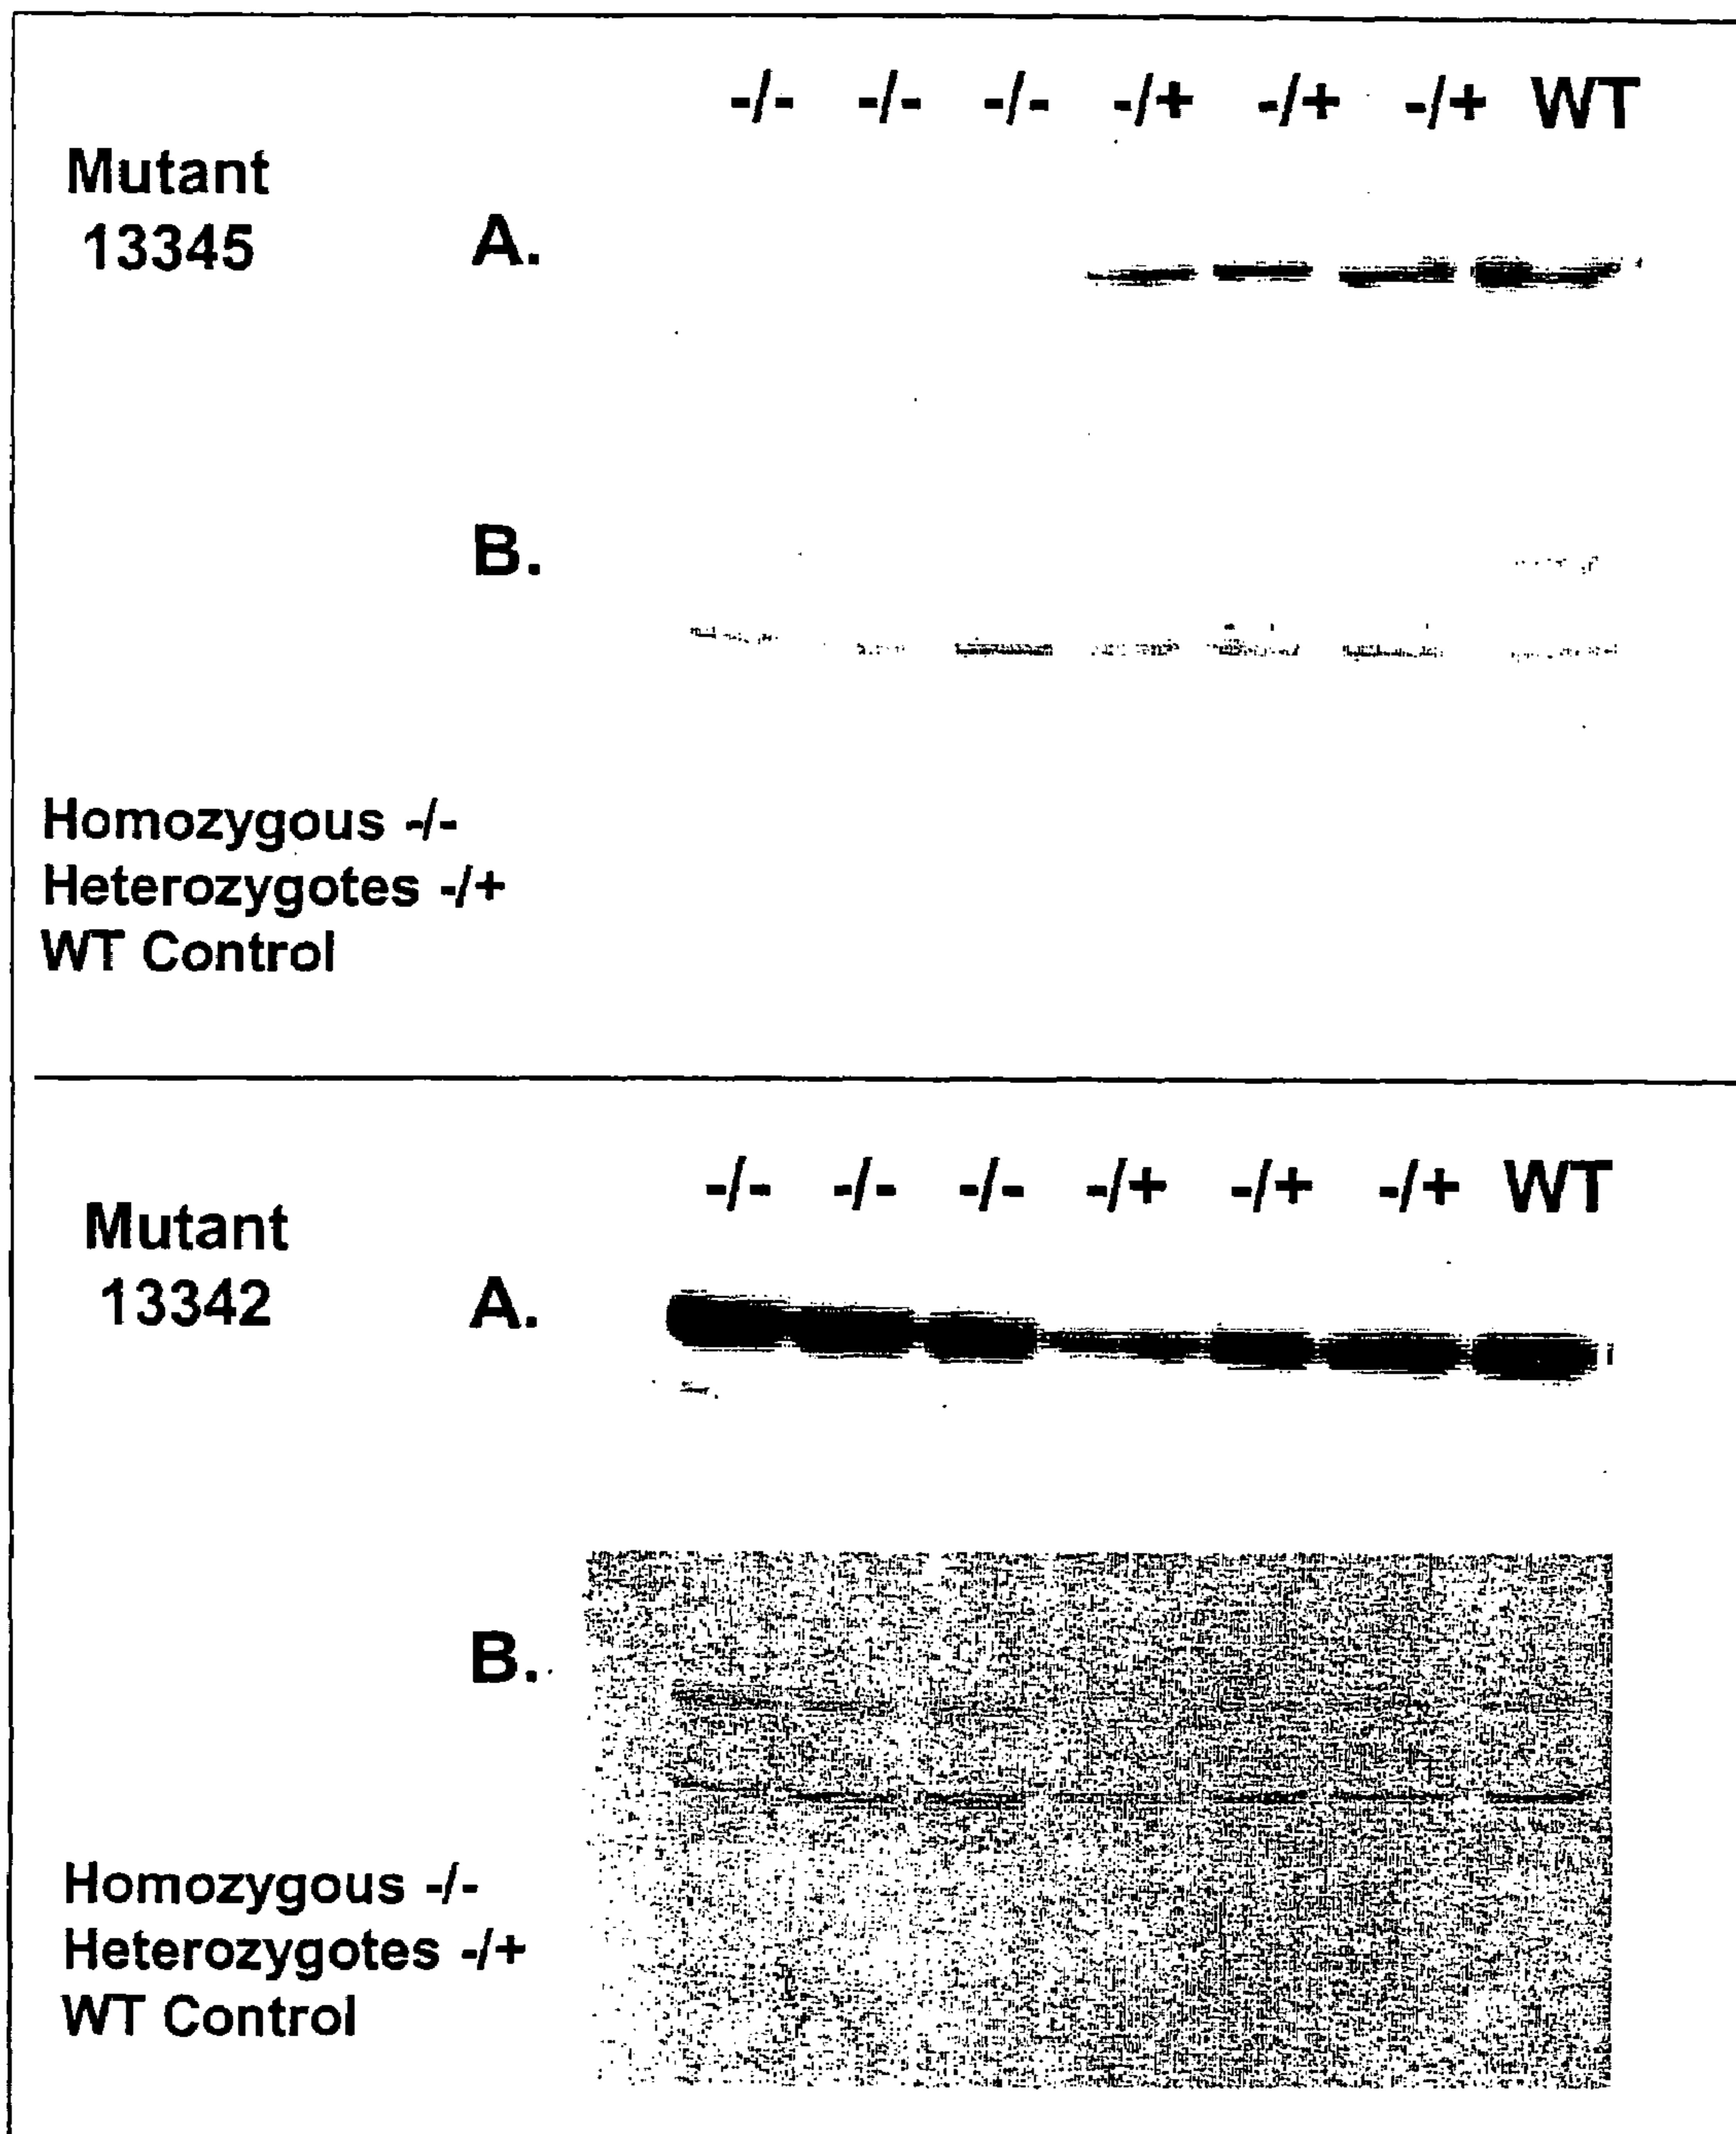 -/- -/- -/- -/+ -/+ -/+ WT
Mutant
13345
A.
B.
Homozygous -/-
Heterozygotes -/+
WT Control
-/- -/- -/- -/+ -/+ -/+ WT
Mutant
13342
A.
B.
Homozygous -/-
Heterozygotes -/+
WT Control